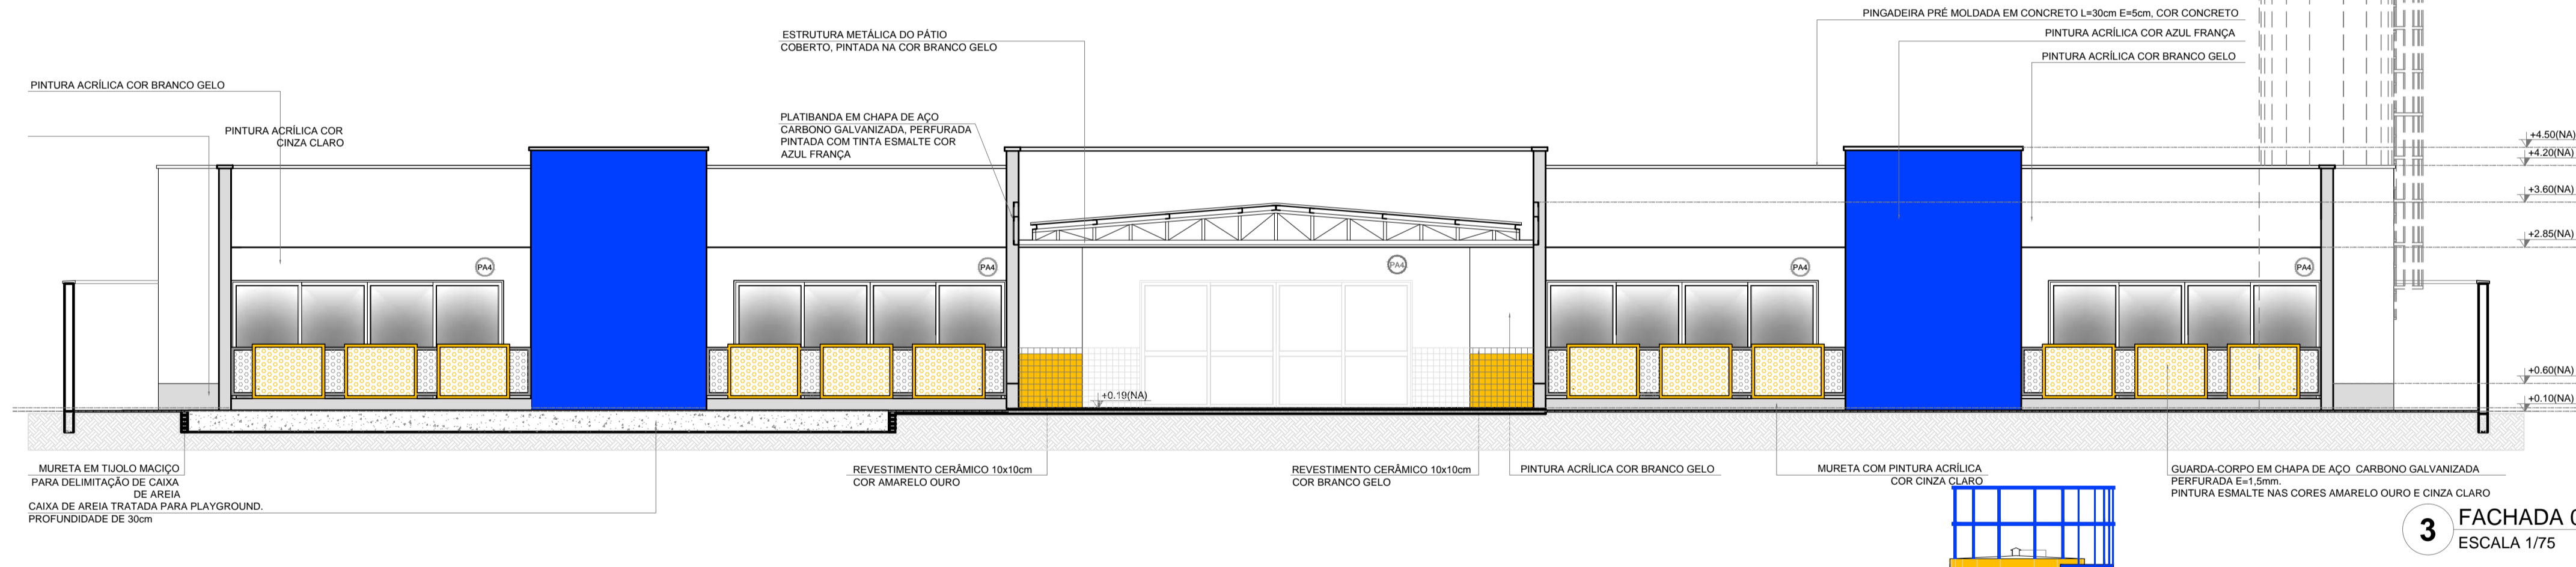 PINGADEIRA PRÉ MOLDADA EM CONCRETO L=30cm E=5cm, COR CONCRETO
ESTRUTURA METÁLICA DO PÁTIO
COBERTO, PINTADA NA COR BRANCO GELO
PINTURA ACRÍLICA COR AZUL FRANÇA
PINTURA ACRÍLICA COR BRANCO GELO
PINTURA ACRÍLICA COR BRANCO GELO
PLATIBANDA EM CHAPA DE AÇO
CARBONO GALVANIZADA, PERFURADA
PINTADA COM TINTA ESMALTE COR
AZUL FRANÇA
PINTURA ACRÍLICA COR
CINZA CLARO
+4.50(NA)
+4.20(NA)
+3.60(NA)
+2.85(NA)
PA4
PA4
PA4
PA4
PA4
+0.60(NA)
+0.19(NA)
+0.10(NA)
MURETA EM TIJOLO MACIÇO
PARA DELIMITAÇÃO DE CAIXA
DE AREIA
CAIXA DE AREIA TRATADA PARA PLAYGROUND.
PROFUNDIDADE DE 30cm
REVESTIMENTO CERÂMICO 10x10cm
COR AMARELO OURO
REVESTIMENTO CERÂMICO 10x10cm
COR BRANCO GELO
PINTURA ACRÍLICA COR BRANCO GELO
MURETA COM PINTURA ACRÍLICA
COR CINZA CLARO
GUARDA-CORPO EM CHAPA DE AÇO CARBONO GALVANIZADA
PERFURADA E=1,5mm.
PINTURA ESMALTE NAS CORES AMARELO OURO E CINZA CLARO
3 FACHADA
ESCALA 1/75